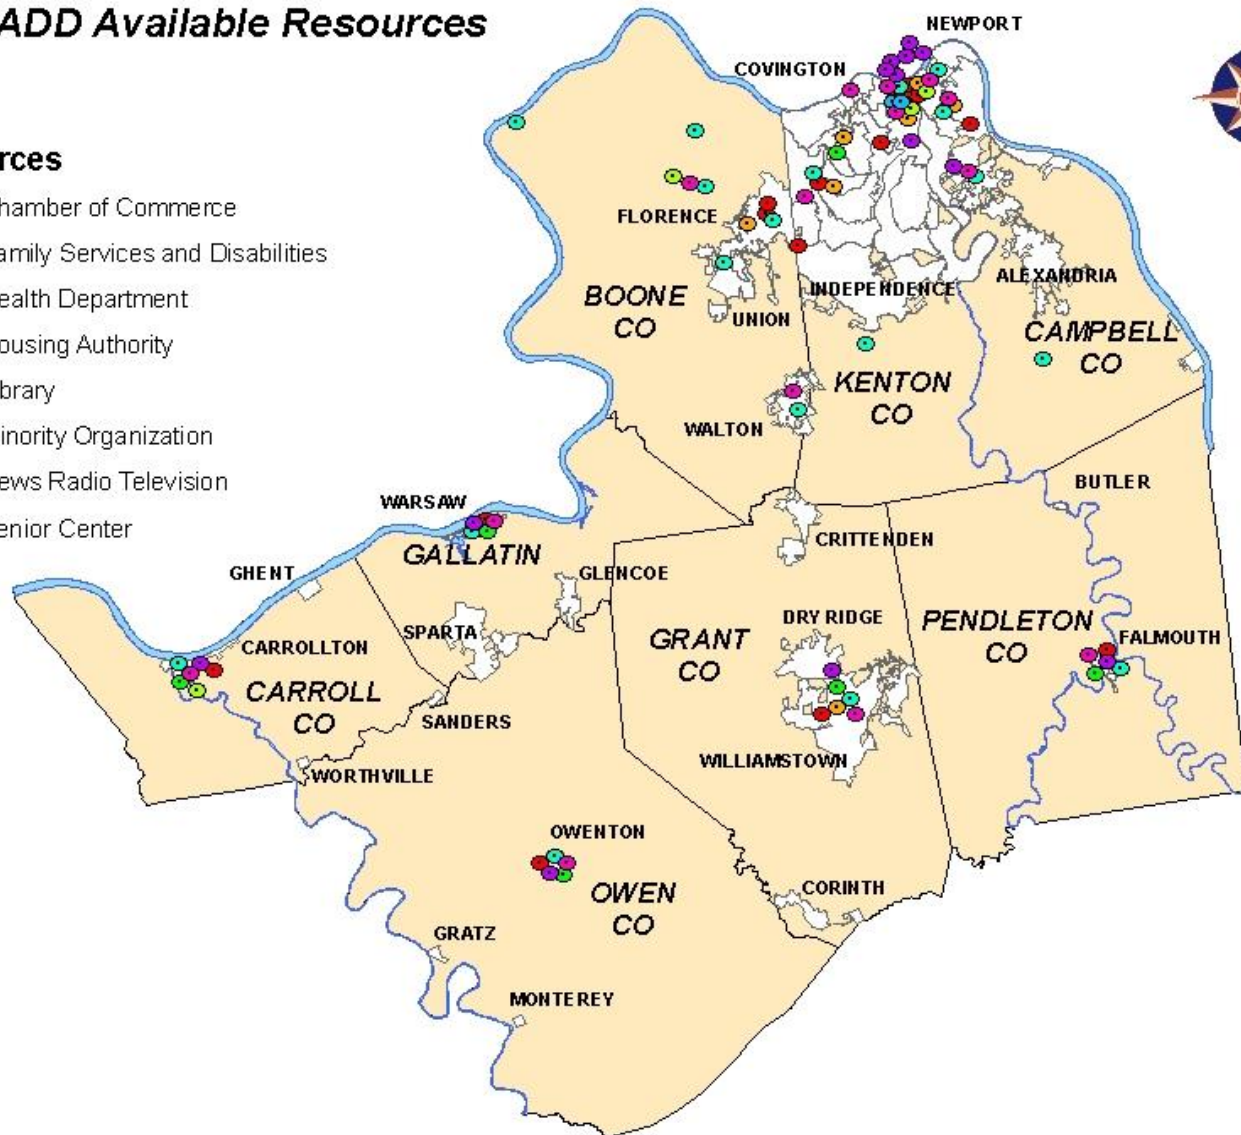 ADD Available Resources
rces
hamber of Commerce
amily Services and Disabilities
ealth Department
ousing Authority
ibrary
inority Organization
ews Radio Television
enior Center
NEWPORT
COVINGTON
FLORENCE
BOONE
CO
UNION
INDEPENDENCE
ALEXANDRIA
CAMPBELL
CO
KENTON
CO
WALTON
BUTLER
WARSAW
GALLATIN
CRITTENDEN
GHENT
GLENCOE
SPARTA
DRY RIDGE
GRANT
CO
PENDLETON
CO
FALMOUTH
CARROLLTON
CARROLL
CO
SANDERS
WILLIAMSTOWN
WORTHVILLE
OWENTON
OWEN
CO
CORINTH
GRATZ
MONTEREY